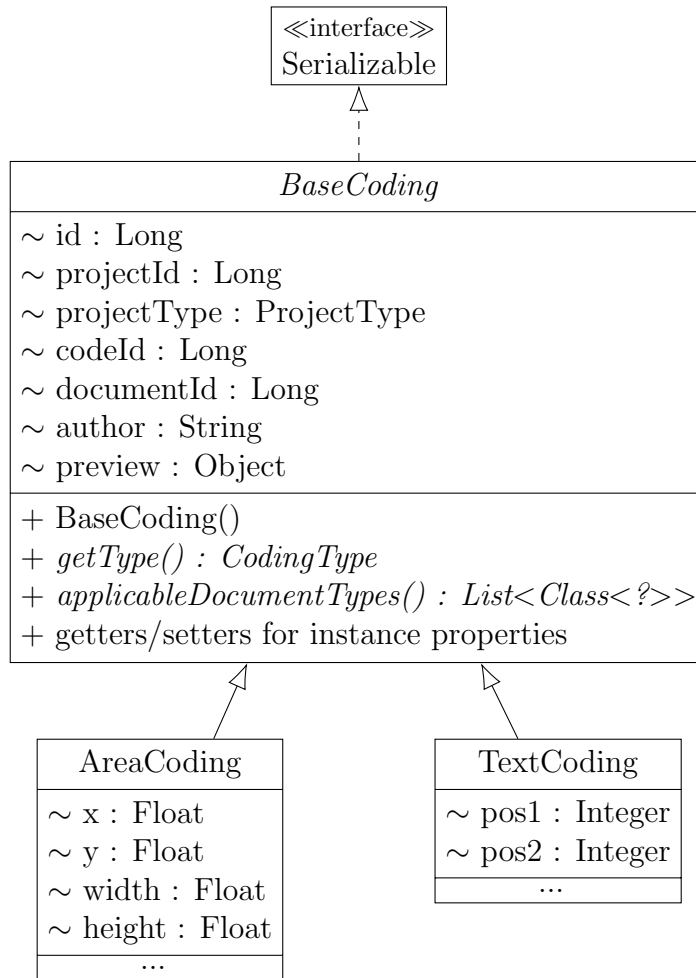 ≪interface≫
Serializable
BaseCoding
∼ id : Long
∼ projectId : Long
∼ projectType : ProjectType
∼ codeId : Long
∼ documentId : Long
∼ author : String
∼ preview : Object
+ BaseCoding()
+ getType() : CodingType
+ applicableDocumentTypes() : List<Class<?>>
+ getters/setters for instance properties
AreaCoding
∼ x : Float
∼ y : Float
∼ width : Float
∼ height : Float
...
TextCoding
∼ pos1 : Integer
∼ pos2 : Integer
...